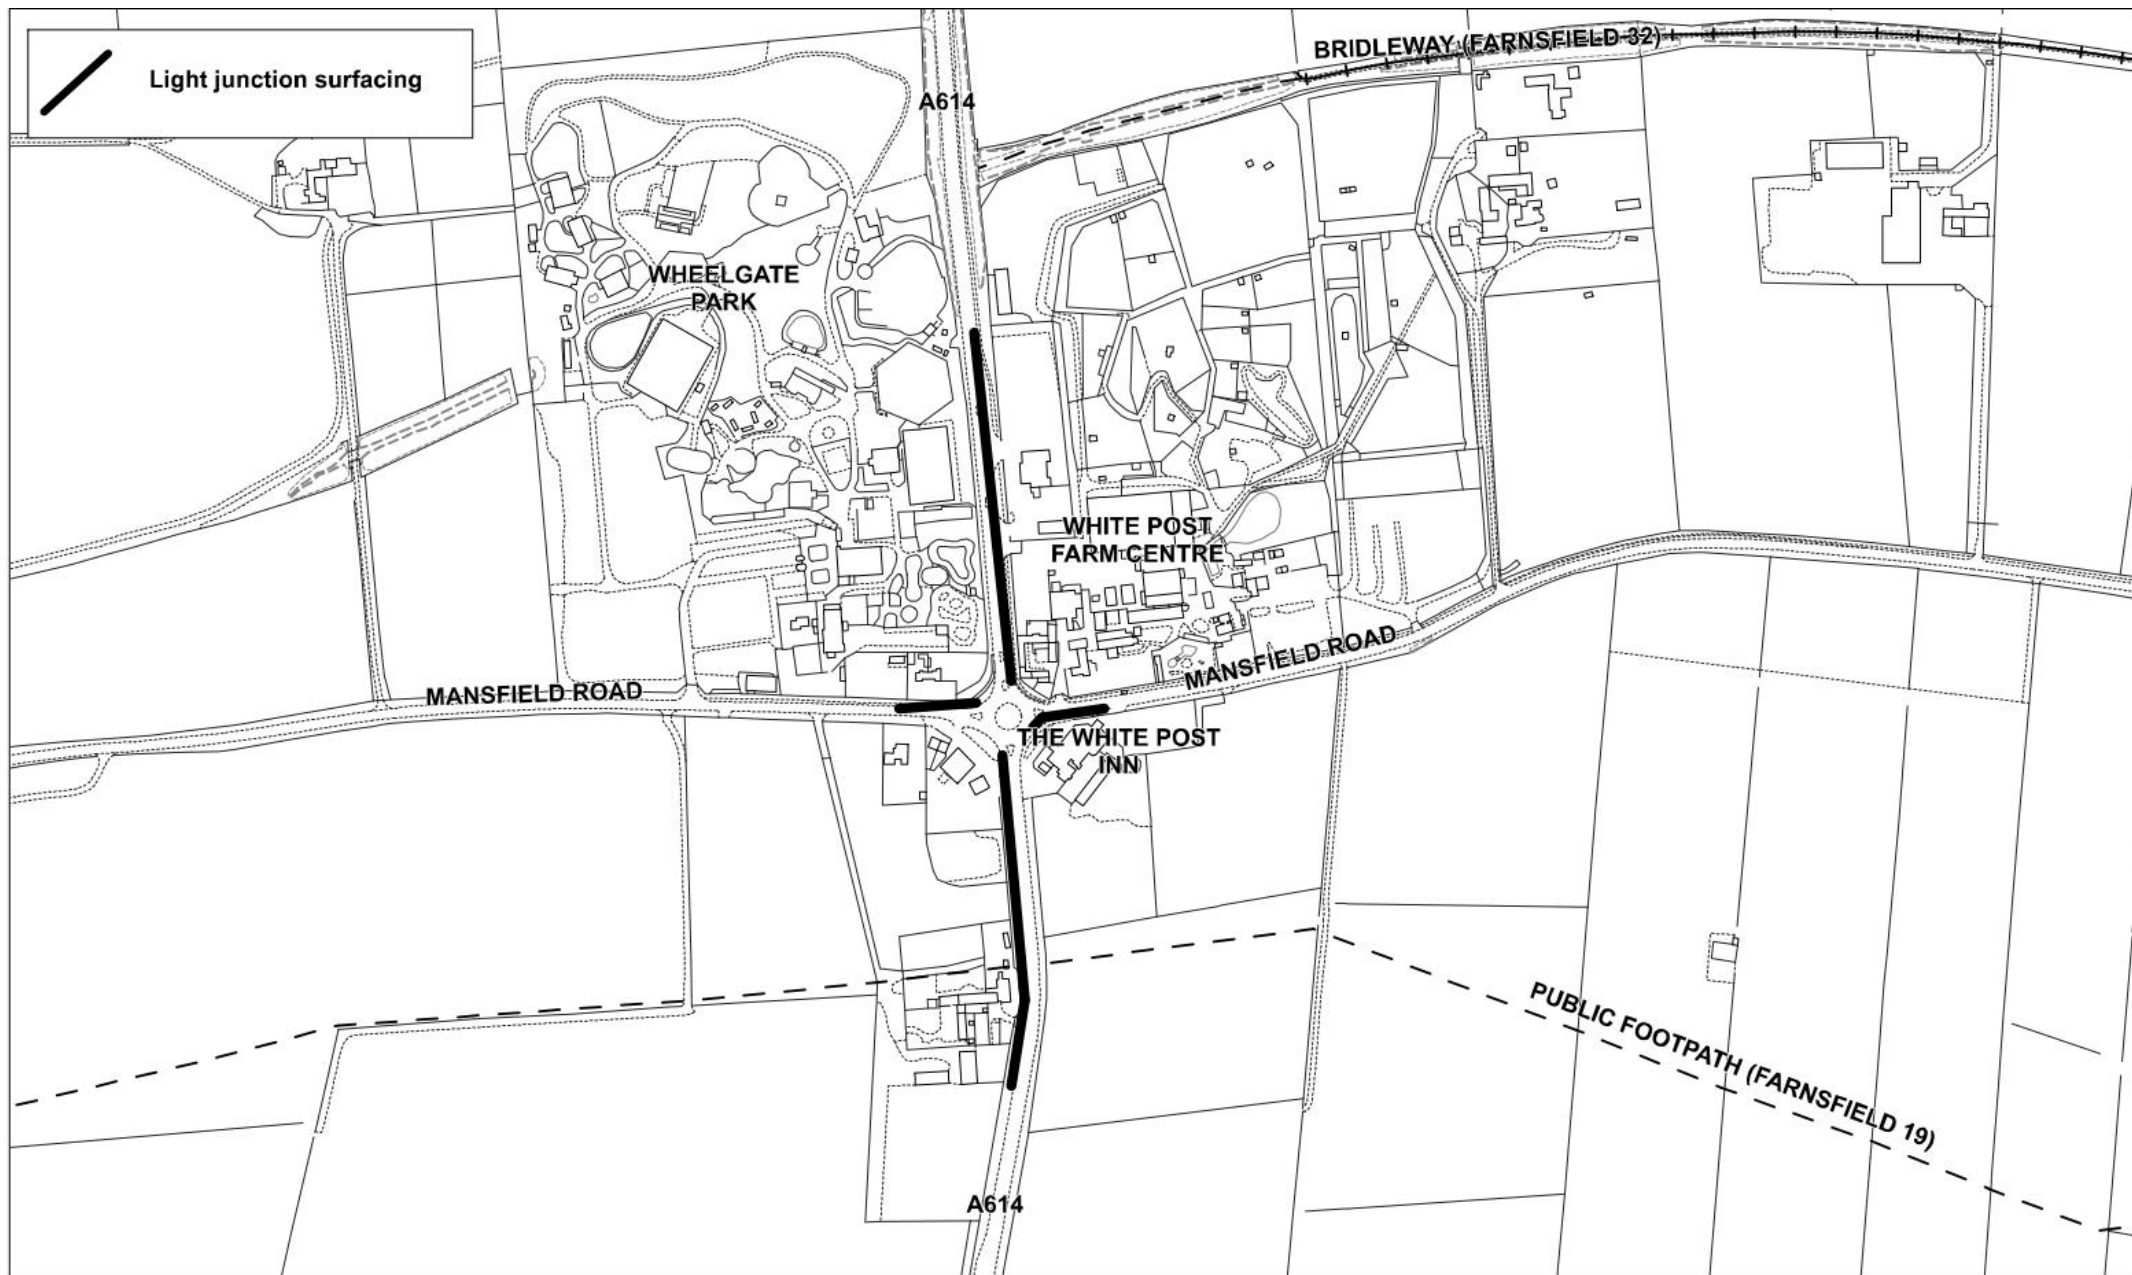 BRIDLEWAY (FARNSFIELD 32)
Light junction surfacing
A614
WHEELGATE
PARK
WHITE POST
FARM CENTRE
MANSFIELD ROAD
MANSFIELD ROAD
THE WHITE POST
INN
PUBLIC FOOTPATH (FARNSFIELD 19)
A614